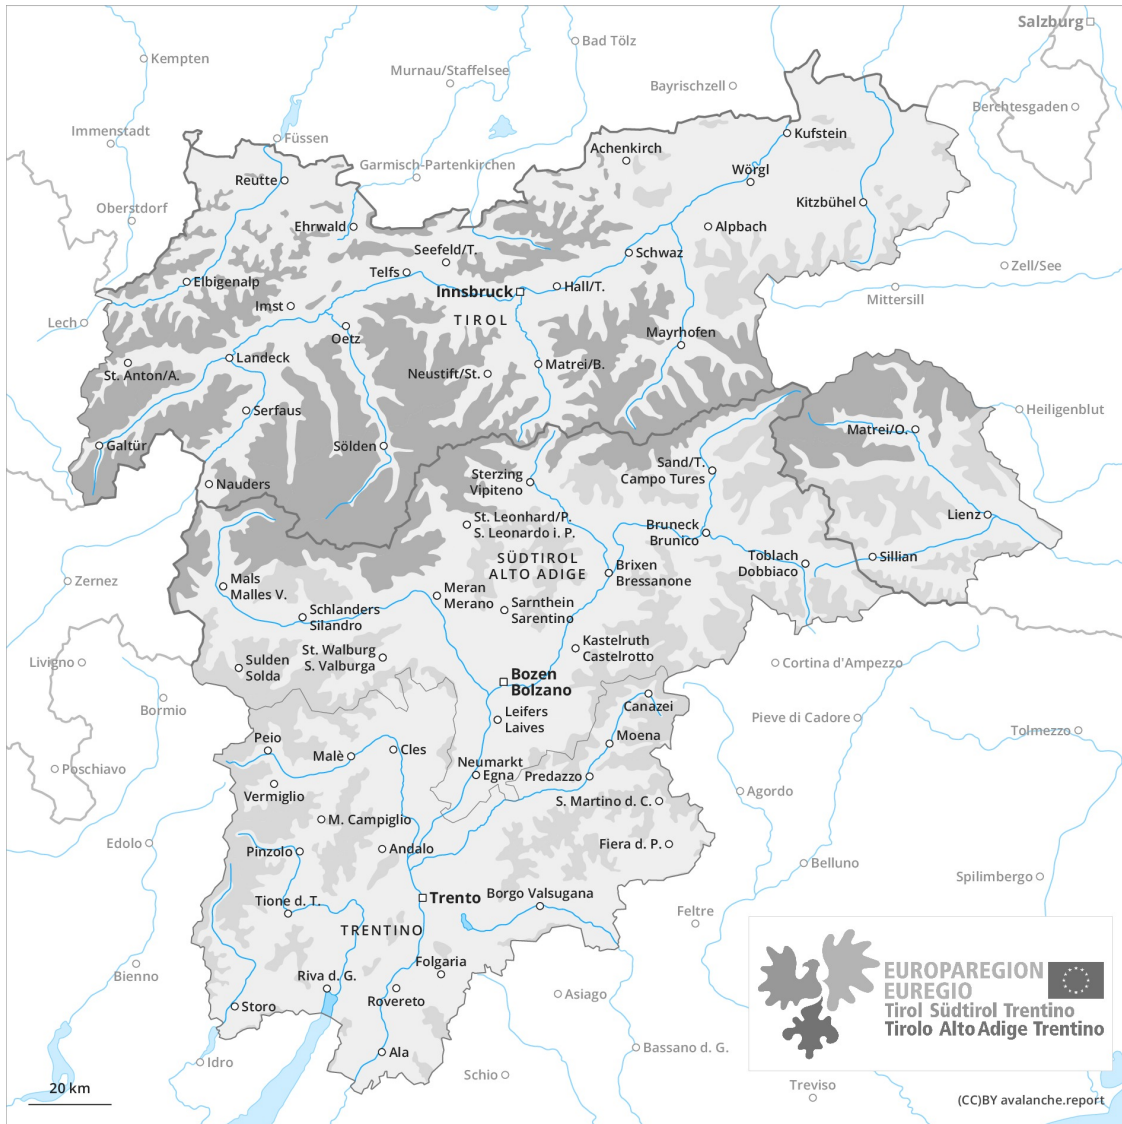 Salzburg
Bad Tölz
Kempten
Murnau/Staffelsee
Bayrischzell
Berchtesgaden
Immenstadt
Füssen
Kufstein
Achenkirch
Garmisch-Partenkirchen
Wörgl
Reutte
Kitzbühel
Oberstdorf
Ehrwald
Alpbach
Seefeld/T.
Schwaz
Telfs
Zell/See
Elbigenalp
Hall/T.
Innsbruck
Mittersill
Imst
TIROL
Lech
Oetz
Mayrhofen
Landeck
Matrei/B.
St. Anton/A.
Neustift/St.
Serfaus
Heiligenblut
Matrei/O.
Galtür
Sölden
Sand/T.
Campo Tures
Sterzing
Vipiteno
Nauders
St. Leonhard/P.
S. Leonardo i. P.
Lienz
Bruneck
Brunico
SÜDTIROL
ALTO ADIGE
Toblach
Dobbiaco
Sillian
Brixen
Bressanone
Zernez
Mals
Malles V.
Meran
Merano
Sarnthein
Sarentino
Schlanders
Silandro
Kastelruth
Castelrotto
St. Walburg
S. Valburga
Livigno
Sulden
Solda
Cortina d'Ampezzo
Bozen
Bolzano
Bormio
Canazei
Leifers
Laives
Pieve di Cadore
Tolmezzo
Peio
Moena
Malè
Cles
Neumarkt
Egna
Predazzo
Poschiavo
Vermiglio
Agordo
S. Martino d. C.
M. Campiglio
Edolo
Fiera d. P.
Pinzolo
Andalo
Belluno
Spilimbergo
Trento
Borgo Valsugana
Tione d. T.
Feltre
TRENTINO
Folgaria
Bienno
Riva d. G.
EUROPAREGION
EUREGIO
Tirol Südtirol Trentino
Tirolo Alto Adige Trentino
Asiago
Rovereto
Storo
Ala
Bassano d. G.
Idro
Schio
Treviso
20 km
(CC)BY avalanche.report